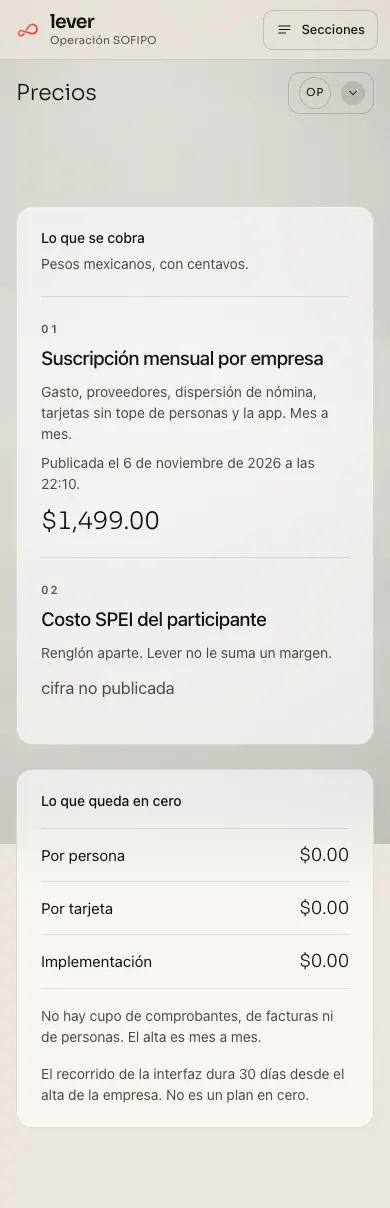 lever
Operación SOFIPO
Secciones
Precios
OP
Lo que se cobra
Pesos mexicanos, con centavos.
01
Suscripción mensual por empresa
Gasto, proveedores, dispersión de nómina,
tarjetas sin tope de personas y la app. Mes a
mes.
Publicada el 6 de noviembre de 2026 a las
22:10.
$1,499.00
02
Costo SPEI del participante
Renglón aparte. Lever no le suma un margen.
cifra no publicada
Lo que queda en cero
Por persona $0.00
Por tarjeta $0.00
Implementación $0.00
No hay cupo de comprobantes, de facturas ni
de personas. El alta es mes a mes.
El recorrido de la interfaz dura 30 días desde el
alta de la empresa. No es un plan en cero.